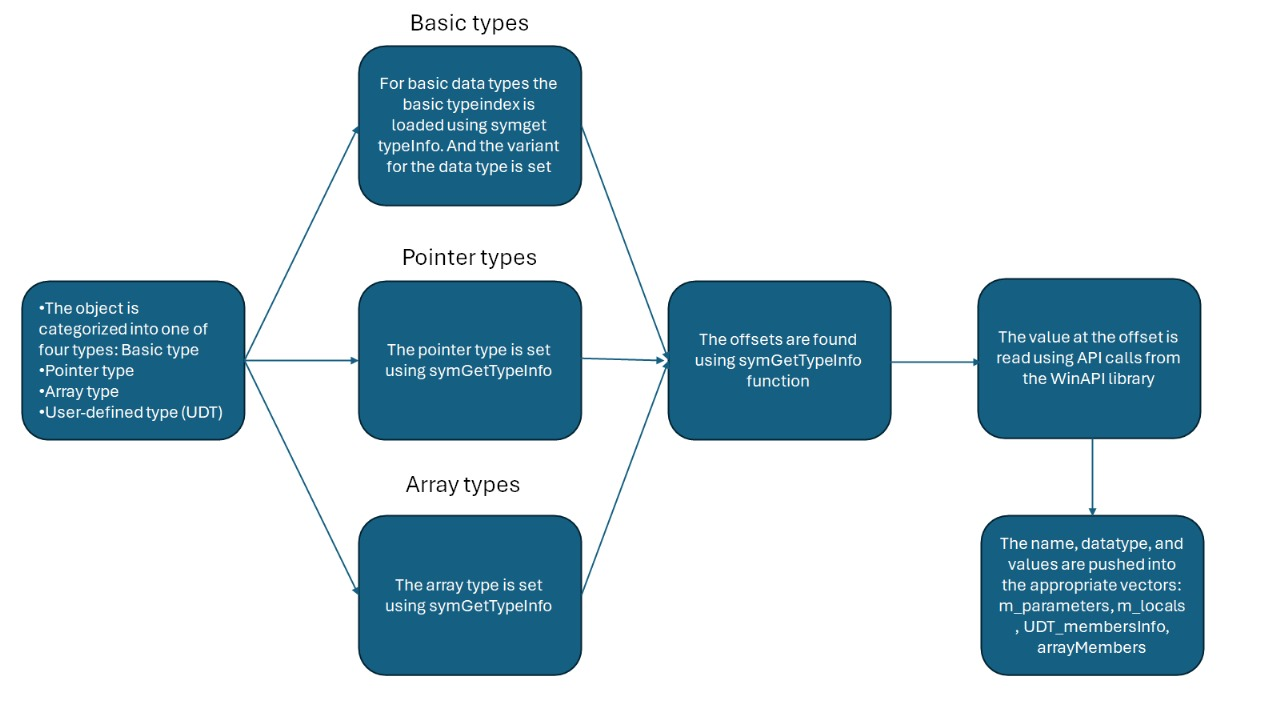 Basic types
For basic data types the
basic typeindex is
loaded using symget
typeInfo. And the variant
for the data type is set
Pointer types
•The object is
categorized into one of
four types: Basic type
•Pointer type
•Array type
•User-defined type (UDT)
The pointer type is set
using symGetTypeInfo
The offsets are found
using symGetTypeInfo
function
The value at the offset is
read using API calls from
the WinAPI library
Array types
The array type is set
using symGetTypeInfo
The name, datatype, and
values are pushed into
the appropriate vectors:
m_parameters, m_locals
, UDT_membersInfo,
arrayMembers